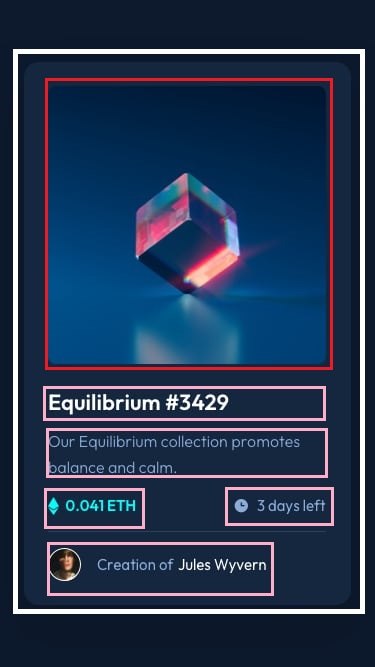 Equilibrium #3429
Our Equilibrium collection promotes
balance and calm.
0.041 ETH
3 days left
Creation of Jules Wyvern